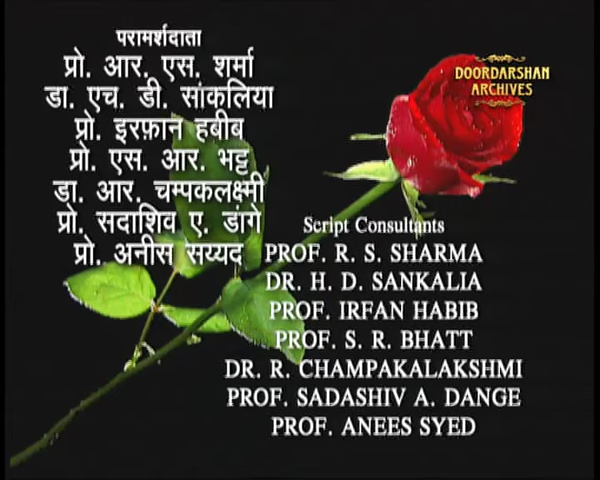 परामर्शदाता
प्रो. आर. एस. शर्मा
डा. एच. डी. सांकलिया
प्रो. इरफ़ान हबीब
प्रो. एस. आर. भट्ट
डा. आर. चम्पकलक्ष्मी
प्रो. सदाशिव ए. डांगे
प्रो. अनीस सय्यद
DOORDARSHAN
ARCHIVES
Script Consultants
PROF. R. S. SHARMA
DR. H. D. SANKALIA
PROF. IRFAN HABIB
PROF. S. R. BHATT
DR. R. CHAMPAKALAKSHMI
PROF. SADASHIV A. DANGE
PROF. ANEES SYED